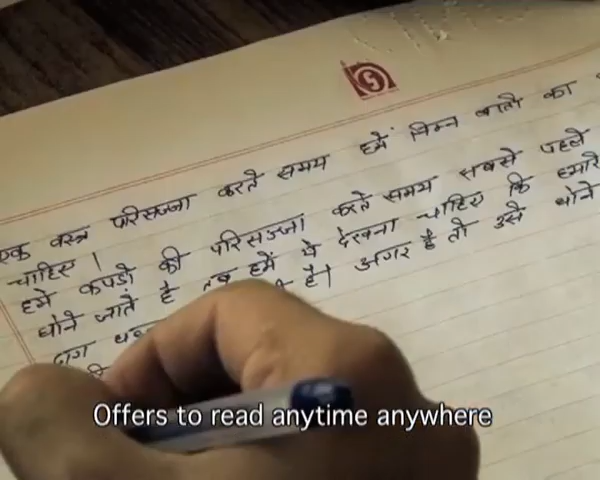 एक वस्त्र परिसज्जा करते समय हमें निम्न बातो का
चाहिए ।
हमे कपडो की परिसज्जा करते समय सबसे पहले
धोने जाते है तब हमें ये देखना चाहिए कि हमारे
दाग है। अगर है तो उसे धोने
Offers to read anytime anywhere